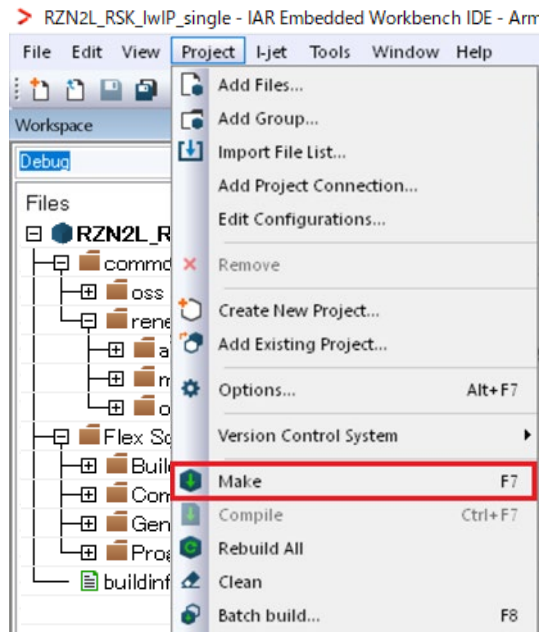 RZN2L_RSK_lwIP_single - IAR Embedded Workbench IDE - Arm
File Edit View Project I-jet Tools Window Help
Workspace
Debug
Files
RZN2L_R
commo
oss
rene
a
m
o
Flex So
Buil
Com
Gen
Prog
buildinf
Add Files...
Add Group...
Import File List...
Add Project Connection...
Edit Configurations...
Remove
Create New Project...
Add Existing Project...
Options... Alt+F7
Version Control System
Make F7
Compile Ctrl+F7
Rebuild All
Clean
Batch build... F8